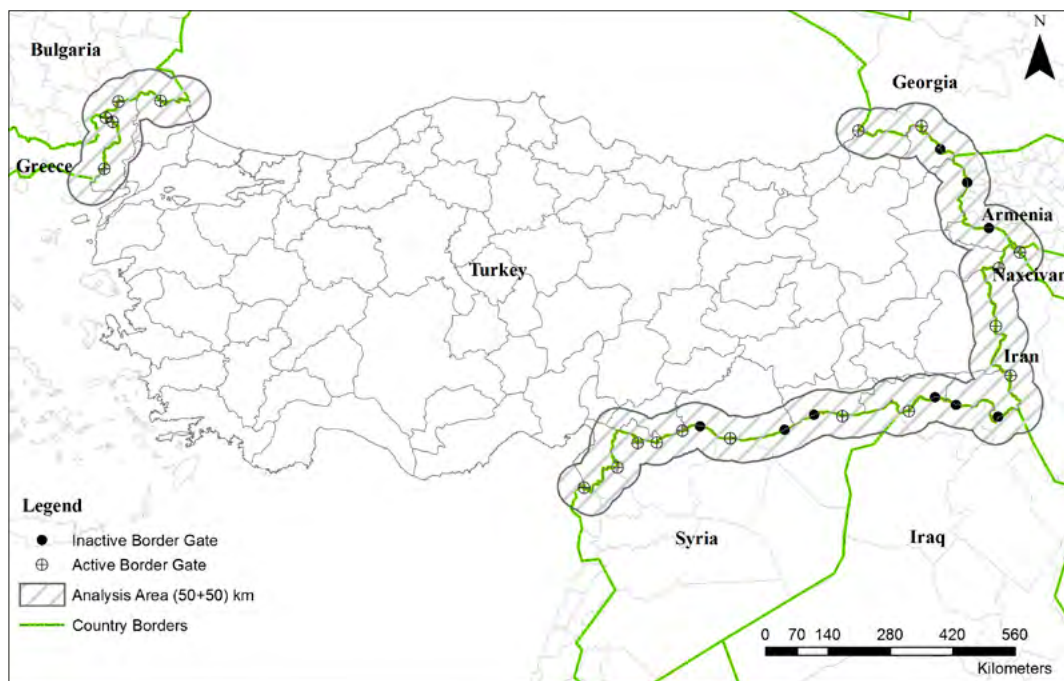 N
Bulgaria
Georgia
Greece
Armenia
Turkey
Naxcivan
Iran
Legend
Inactive Border Gate
Syria
Iraq
Active Border Gate
Analysis Area (50+50) km
Country Borders
0 70 140 280 420 560
Kilometers